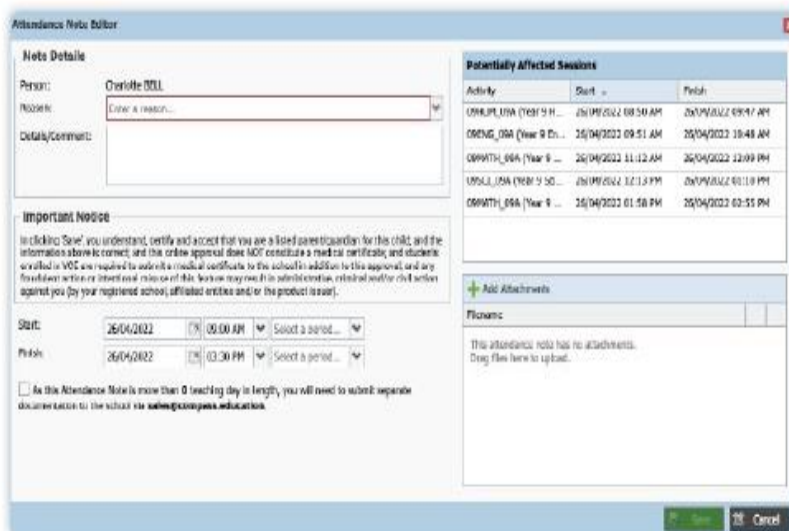 Attendance Note Editor
Note Details
Person: Charlotte BELL
Reason: Enter a reason...
Details/Comment:
Important Notice
In clicking 'Save', you understand, certify and accept that you are a listed parent/guardian for this child, and the
information above is correct; and this online approval does NOT constitute a medical certificate, and students
enrolled in VCE are required to submit a medical certificate to the school in addition to this approval, and any
fraudulent action or intentional misuse of this feature may result in administrative, criminal and/or civil action
against you (by your registered school, affiliated entities and/or the product issuer).
Start: 26/04/2022 09:00 AM Select a period...
Finish: 26/04/2022 03:30 PM Select a period...
As this Attendance Note is more than 0 teaching day in length, you will need to submit separate
documentation to the school via sales@compass.education.
Potentially Affected Sessions
Activity Start Finish
(Year 9 H... 26/04/2022 08:50 AM 26/04/2022 09:47 AM
09ENG_09A (Year 9 En... 26/04/2022 09:51 AM 26/04/2022 10:48 AM
09MATH_09A (Year 9 ... 26/04/2022 11:12 AM 26/04/2022 12:09 PM
09SCI_09A (Year 9 Sc... 26/04/2022 12:13 PM 26/04/2022 01:10 PM
09MATH_09A (Year 9 ... 26/04/2022 01:58 PM 26/04/2022 02:55 PM
Add Attachments
Filename
This attendance note has no attachments.
Drag files here to upload.
Save Cancel